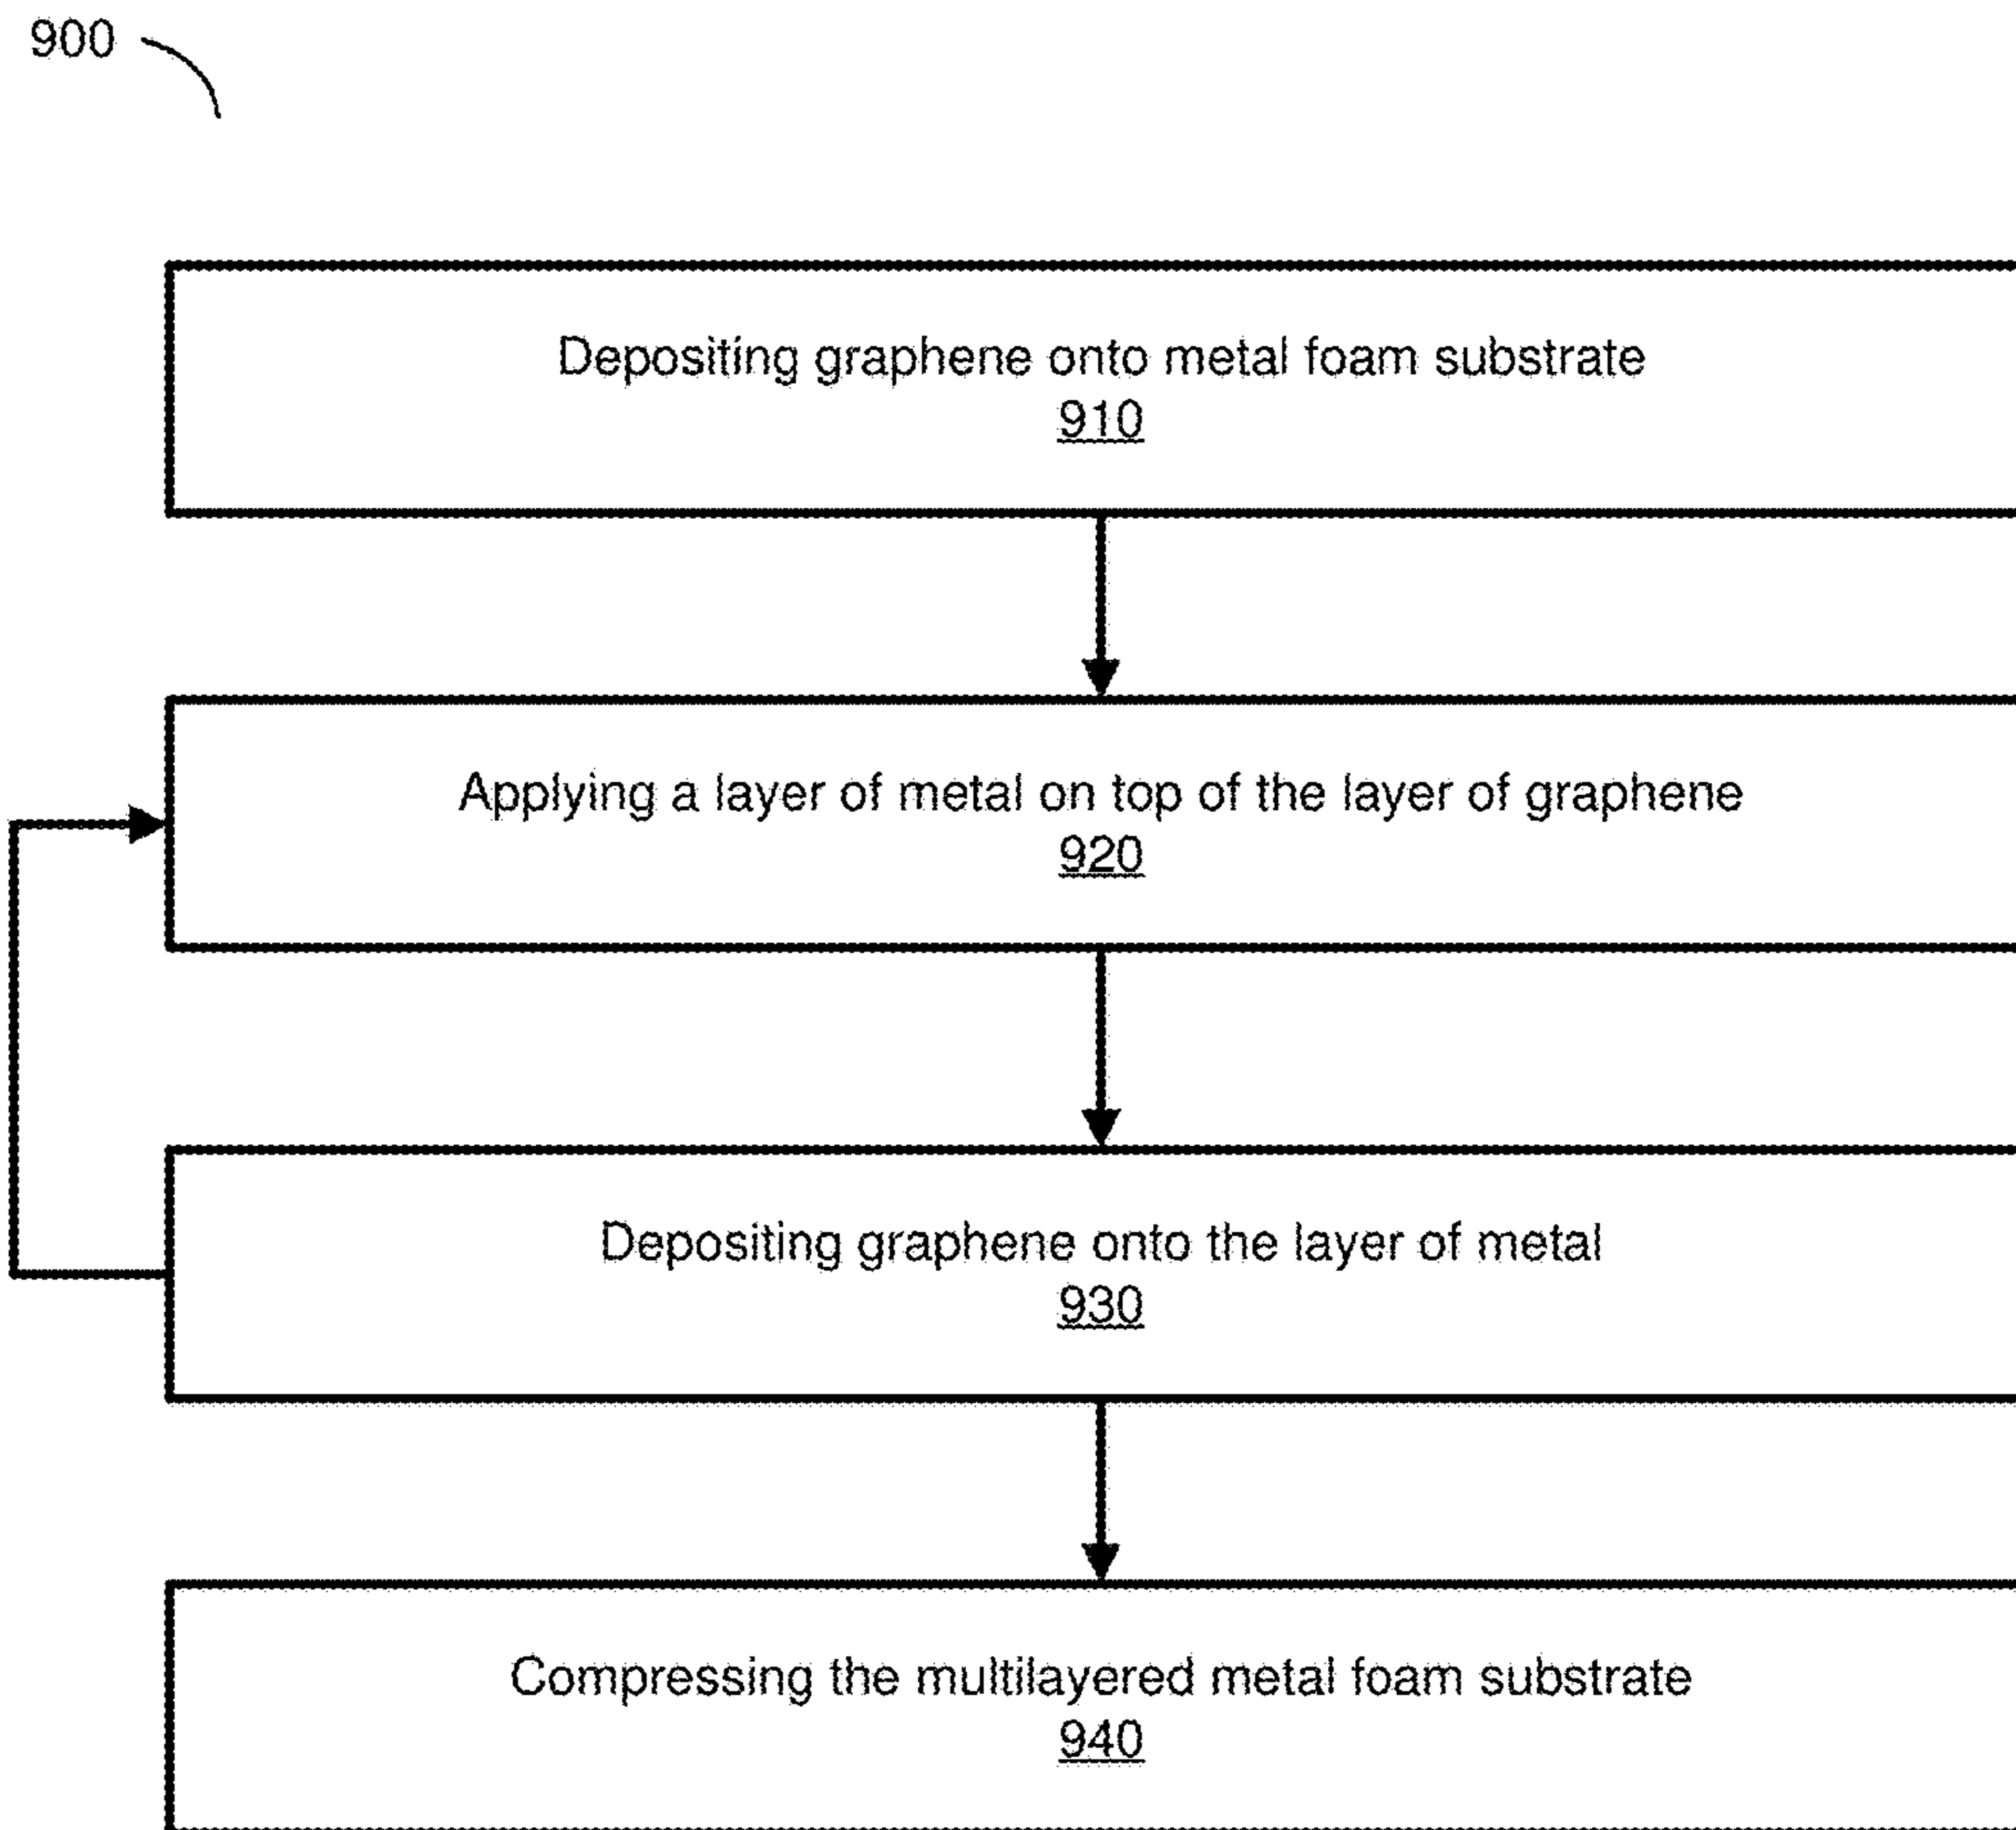 900
Depositing graphene onto metal foam substrate
910
Applying a layer of metal on top of the layer of graphene
920
Depositing graphene onto the layer of metal
930
Compressing the multilayered metal foam substrate
940